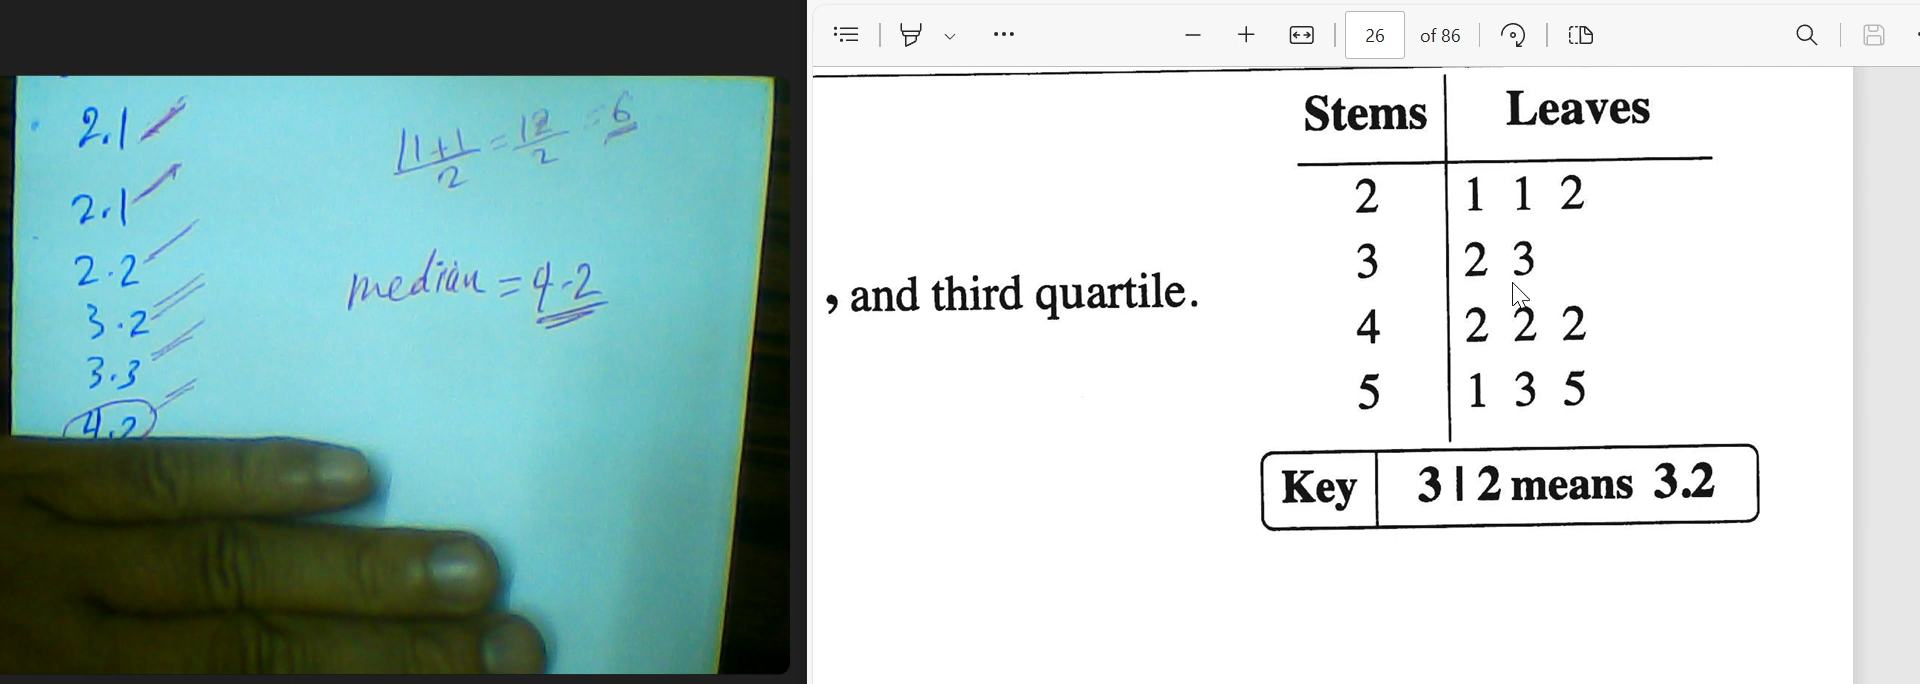 2.1
2.1
2.2
3.2
3.3
4.2
11+1/2 = 12/2 = 6
median = 4.2
26 of 86
, and third quartile.
Stems Leaves
2 1 1 2
3 2 3
4 2 2 2
5 1 3 5
Key 3 | 2 means 3.2